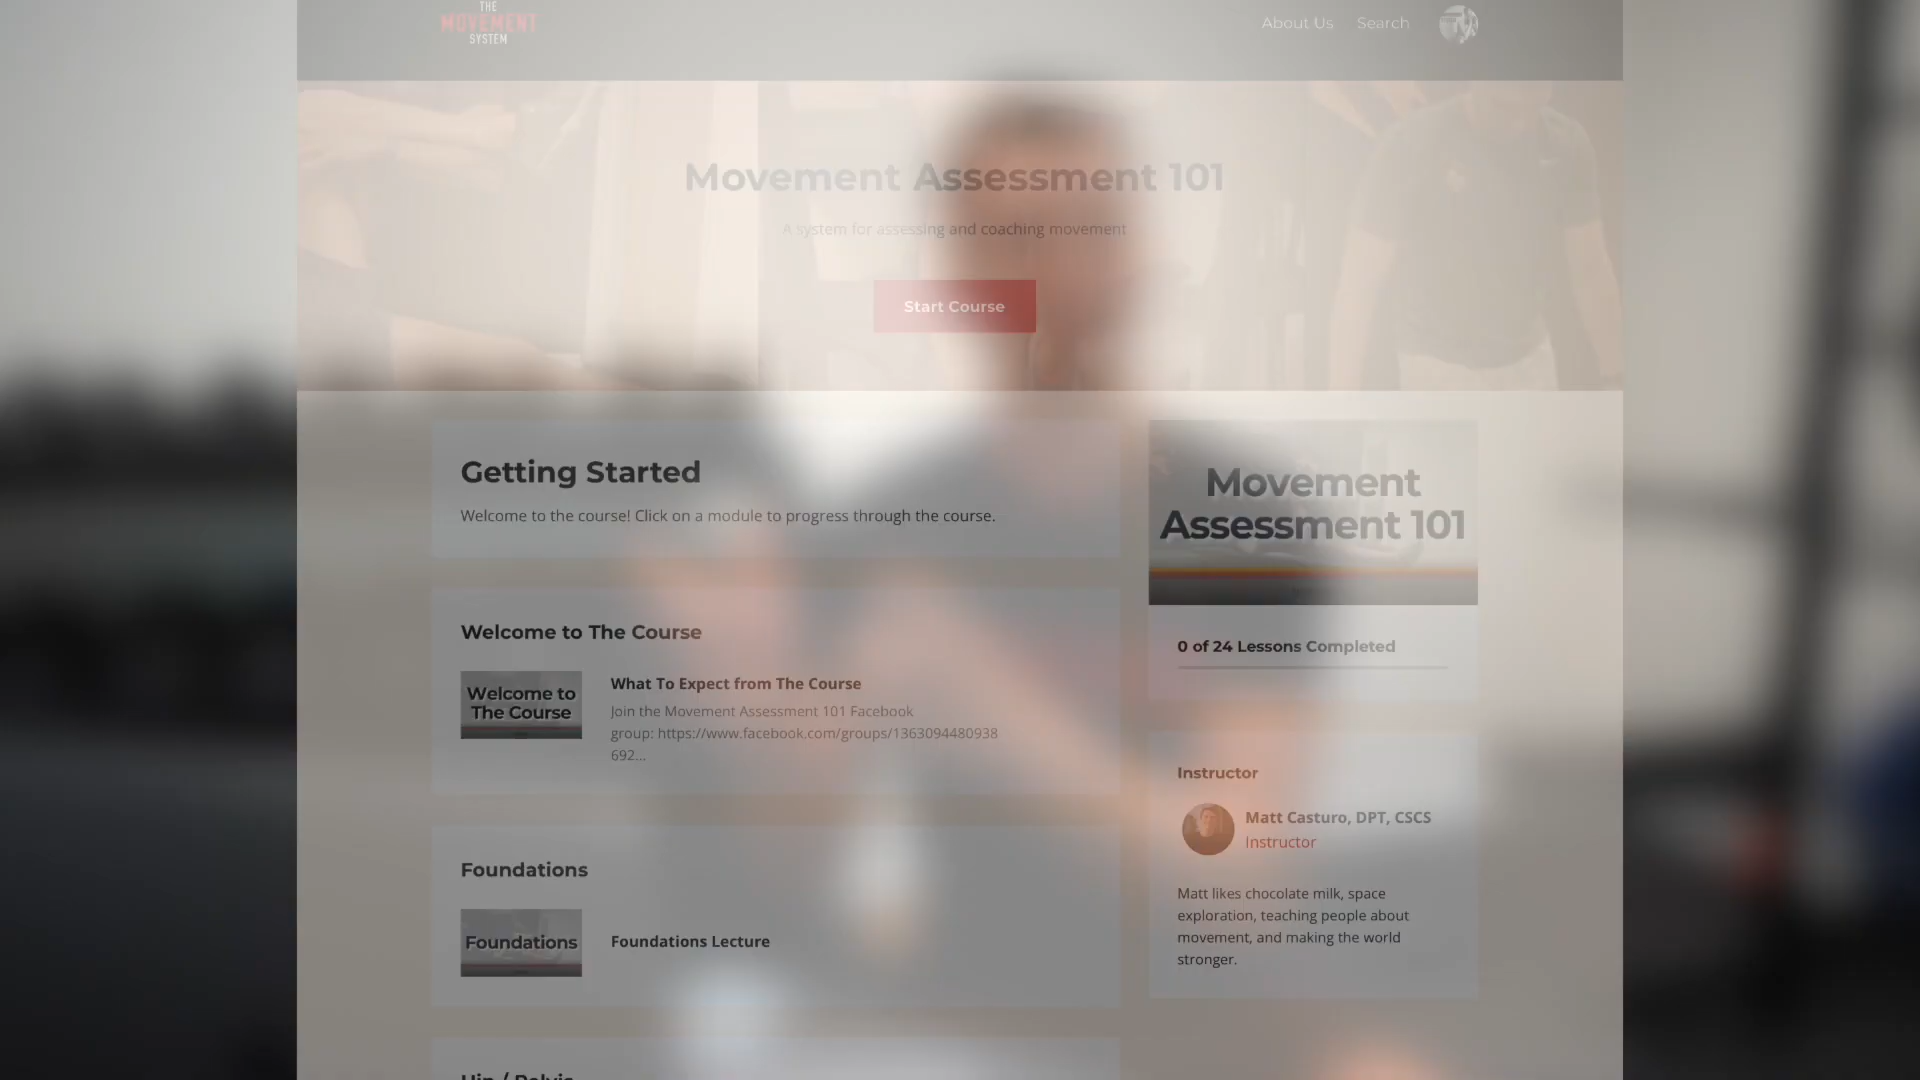 THE
MOVEMENT
SYSTEM
About Us
Search
Movement Assessment 101
A system for assessing and coaching movement
Start Course
Getting Started
Welcome to the course! Click on a module to progress through the course.
Welcome to The Course
Welcome to
The Course
What To Expect from The Course
Join the Movement Assessment 101 Facebook
group: https://www.facebook.com/groups/1363094480938
692...
Foundations
Foundations
Foundations Lecture
Hip / Pelvis
Movement
Assessment 101
0 of 24 Lessons Completed
Instructor
Matt Casturo, DPT, CSCS
Instructor
Matt likes chocolate milk, space
exploration, teaching people about
movement, and making the world
stronger.